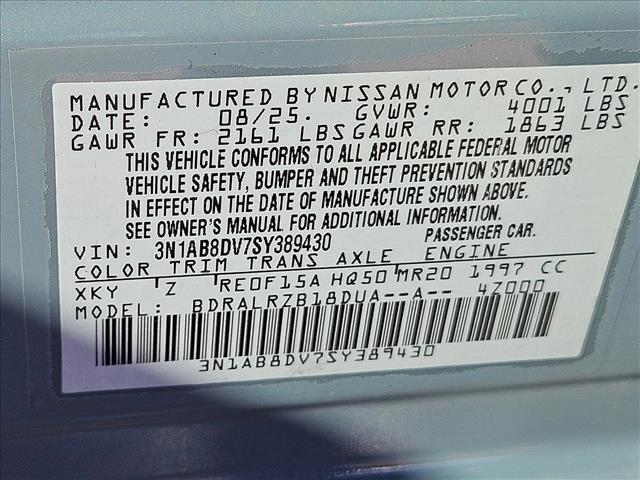 MANUFACTURED BY NISSAN MOTOR CO., LTD.
DATE: 08/25. GVWR: 4001 LBS
GAWR FR: 2161 LBS GAWR RR: 1863 LBS
THIS VEHICLE CONFORMS TO ALL APPLICABLE FEDERAL MOTOR
VEHICLE SAFETY, BUMPER AND THEFT PREVENTION STANDARDS
IN EFFECT ON THE DATE OF MANUFACTURE SHOWN ABOVE.
SEE OWNER'S MANUAL FOR ADDITIONAL INFORMATION.
VIN: 3N1AB8DV7SY389430 PASSENGER CAR.
COLOR TRIM TRANS AXLE ENGINE
XKY Z RE0F15A HQ50 MR20 1997 CC
MODEL: BDRALRZB18DUA--A-- 4Z000
3N1AB8DV7SY389430